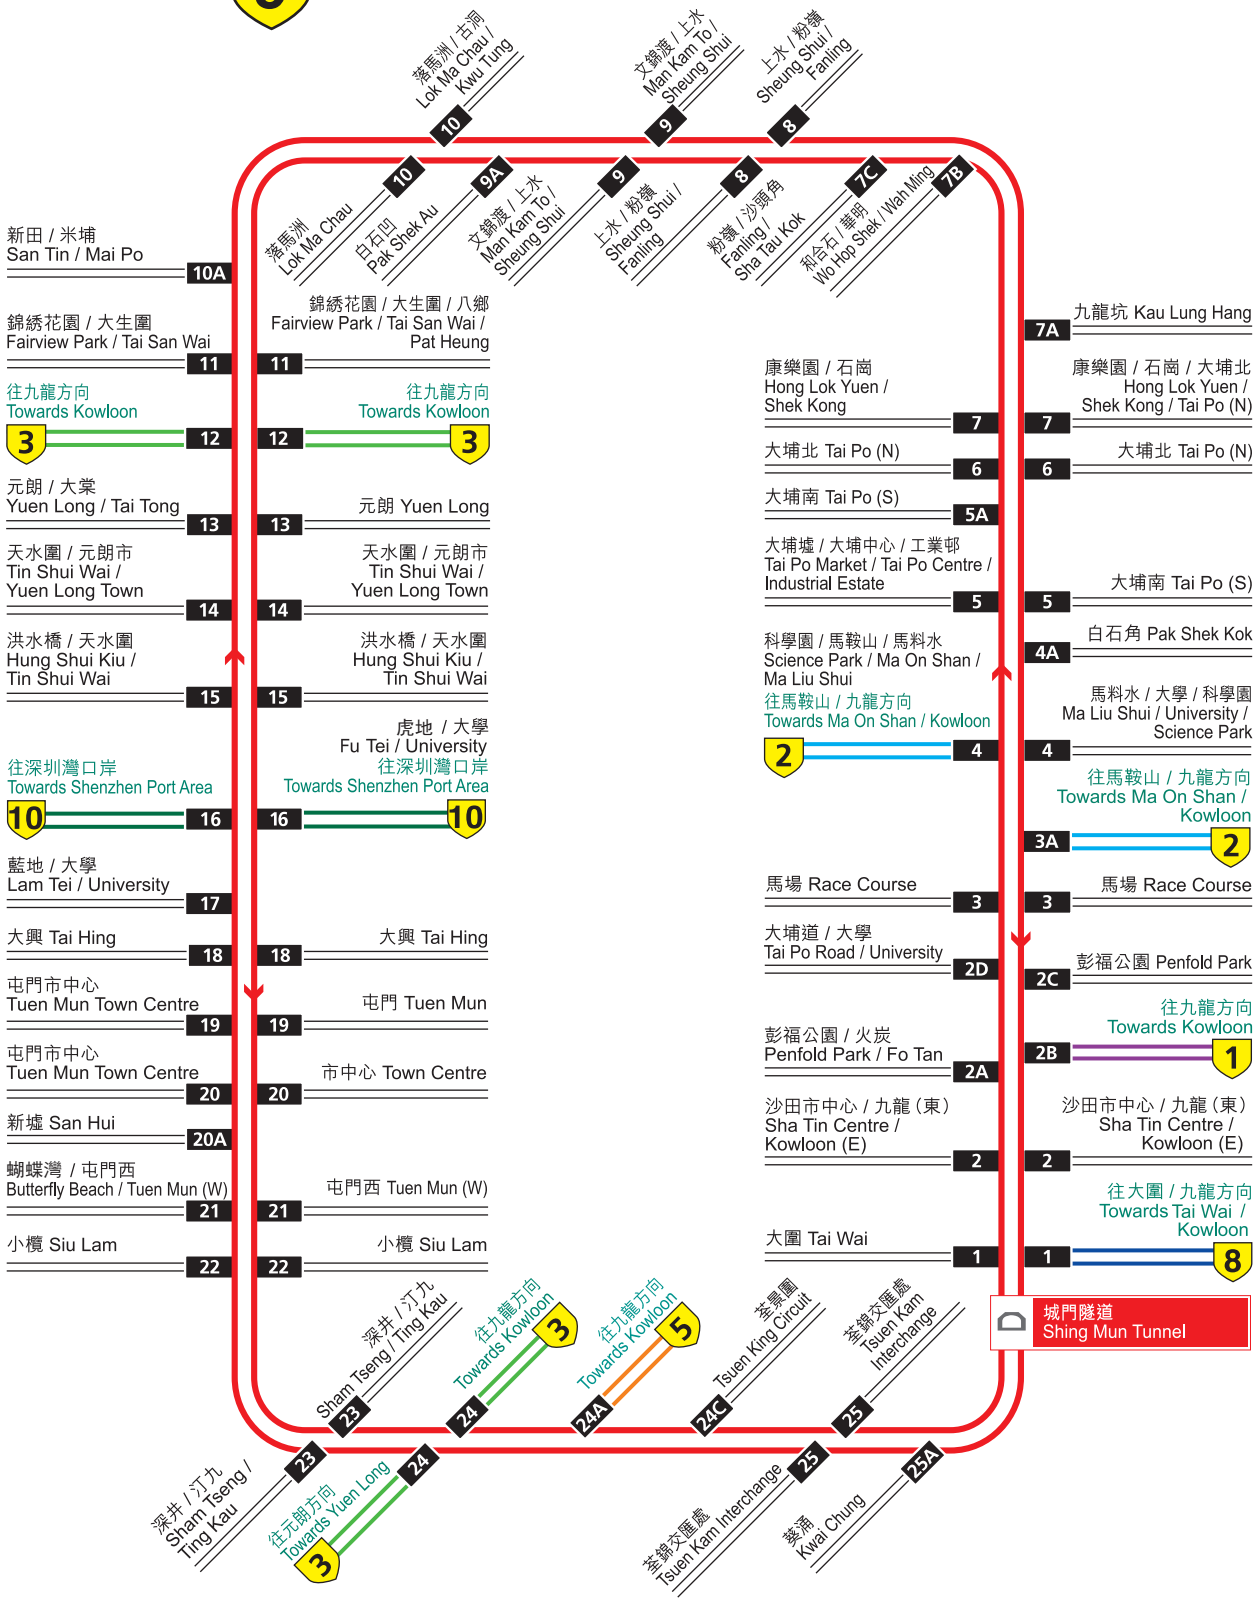 落馬洲 / 古洞
Lok Ma Chau /
Kwu Tung
10
文錦渡 / 上水
Man Kam To /
Sheung Shui
9
上水 / 粉嶺
Sheung Shui /
Fanling
8
落馬洲
Lok Ma Chau
10
白石凹
Pak Shek Au
9A
文錦渡 / 上水
Man Kam To /
Sheung Shui
9
上水 / 粉嶺
Sheung Shui /
Fanling
8
粉嶺 / 沙頭角
Fanling /
Sha Tau Kok
7C
和合石 / 華明
Wo Hop Shek / Wah Ming
7B
新田 / 米埔
San Tin / Mai Po
10A
錦綉花園 / 大生圍
Fairview Park / Tai San Wai
11
往九龍方向
Towards Kowloon
3
12
元朗 / 大棠
Yuen Long / Tai Tong
13
天水圍 / 元朗市
Tin Shui Wai /
Yuen Long Town
14
洪水橋 / 天水圍
Hung Shui Kiu /
Tin Shui Wai
15
往深圳灣口岸
Towards Shenzhen Port Area
10
16
藍地 / 大學
Lam Tei / University
17
大興 Tai Hing
18
屯門市中心
Tuen Mun Town Centre
19
屯門市中心
Tuen Mun Town Centre
20
新墟 San Hui
20A
蝴蝶灣 / 屯門西
Butterfly Beach / Tuen Mun (W)
21
小欖 Siu Lam
22
錦綉花園 / 大生圍 / 八鄉
Fairview Park / Tai San Wai /
Pat Heung
11
往九龍方向
Towards Kowloon
12
3
元朗 Yuen Long
13
天水圍 / 元朗市
Tin Shui Wai /
Yuen Long Town
14
洪水橋 / 天水圍
Hung Shui Kiu /
Tin Shui Wai
15
虎地 / 大學
Fu Tei / University
往深圳灣口岸
Towards Shenzhen Port Area
16
10
大興 Tai Hing
18
屯門 Tuen Mun
19
市中心 Town Centre
20
屯門西 Tuen Mun (W)
21
小欖 Siu Lam
22
康樂園 / 石崗
Hong Lok Yuen /
Shek Kong
7
大埔北 Tai Po (N)
6
大埔南 Tai Po (S)
5A
大埔墟 / 大埔中心 / 工業邨
Tai Po Market / Tai Po Centre /
Industrial Estate
5
科學園 / 馬鞍山 / 馬料水
Science Park / Ma On Shan /
Ma Liu Shui
往馬鞍山 / 九龍方向
Towards Ma On Shan / Kowloon
2
4
馬場 Race Course
3
大埔道 / 大學
Tai Po Road / University
2D
彭福公園 / 火炭
Penfold Park / Fo Tan
2A
沙田市中心 / 九龍 (東)
Sha Tin Centre /
Kowloon (E)
2
大圍 Tai Wai
1
九龍坑 Kau Lung Hang
7A
康樂園 / 石崗 / 大埔北
Hong Lok Yuen /
Shek Kong / Tai Po (N)
7
大埔北 Tai Po (N)
6
大埔南 Tai Po (S)
5
白石角 Pak Shek Kok
4A
馬料水 / 大學 / 科學園
Ma Liu Shui / University /
Science Park
4
往馬鞍山 / 九龍方向
Towards Ma On Shan /
Kowloon
3A
2
馬場 Race Course
3
彭福公園 Penfold Park
2C
往九龍方向
Towards Kowloon
2B
1
沙田市中心 / 九龍 (東)
Sha Tin Centre /
Kowloon (E)
2
往大圍 / 九龍方向
Towards Tai Wai /
Kowloon
1
8
城門隧道
Shing Mun Tunnel
深井 / 汀九
Sham Tseng / Ting Kau
23
往九龍方向
Towards Kowloon
3
24
往九龍方向
Towards Kowloon
5
24A
荃景圍
Tsuen King Circuit
24C
荃錦交匯處
Tsuen Kam
Interchange
25
深井 / 汀九
Sham Tseng /
Ting Kau
23
往元朗方向
Towards Yuen Long
3
24
荃錦交匯處
Tsuen Kam Interchange
25
葵涌
Kwai Chung
25A